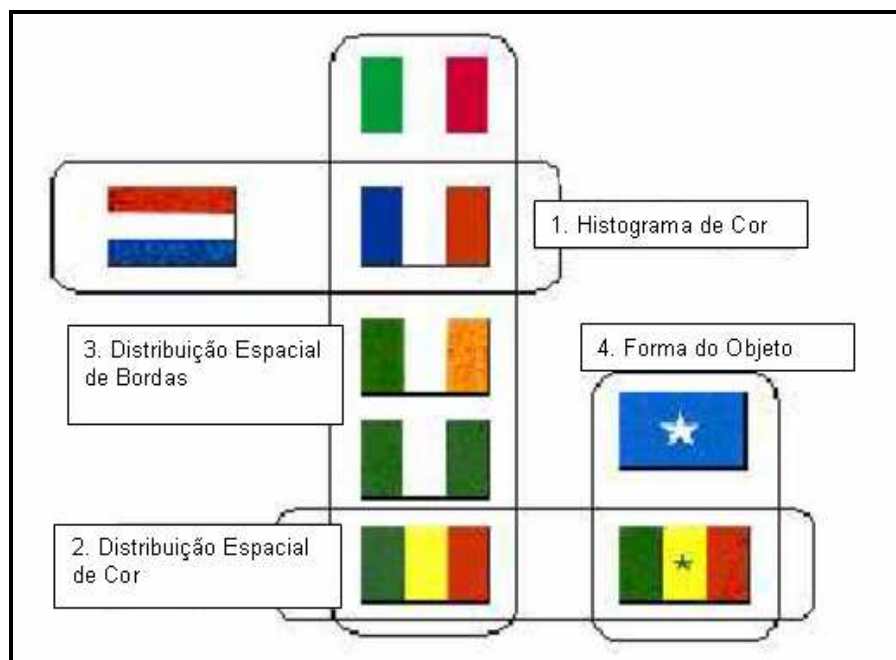 1. Histograma de Cor
3. Distribuição Espacial
de Bordas
4. Forma do Objeto
2. Distribuição Espacial
de Cor